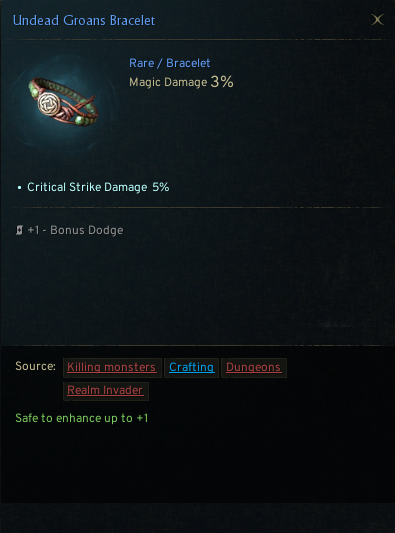 Undead Groans Bracelet
Rare / Bracelet
Magic Damage 3%
• Critical Strike Damage 5%
+1 - Bonus Dodge
Source: Killing monsters Crafting Dungeons
Realm Invader
Safe to enhance up to +1